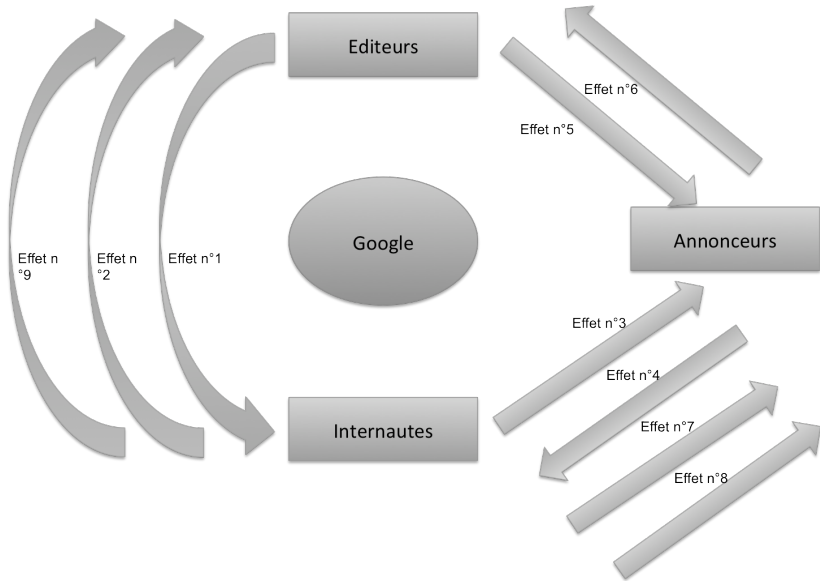 Editeurs
Effet n°6
Effet n°5
Google
Annonceurs
Effet n
°9
Effet n
°2
Effet n°1
Effet n°3
Effet n°4
Internautes
Effet n°7
Effet n°8